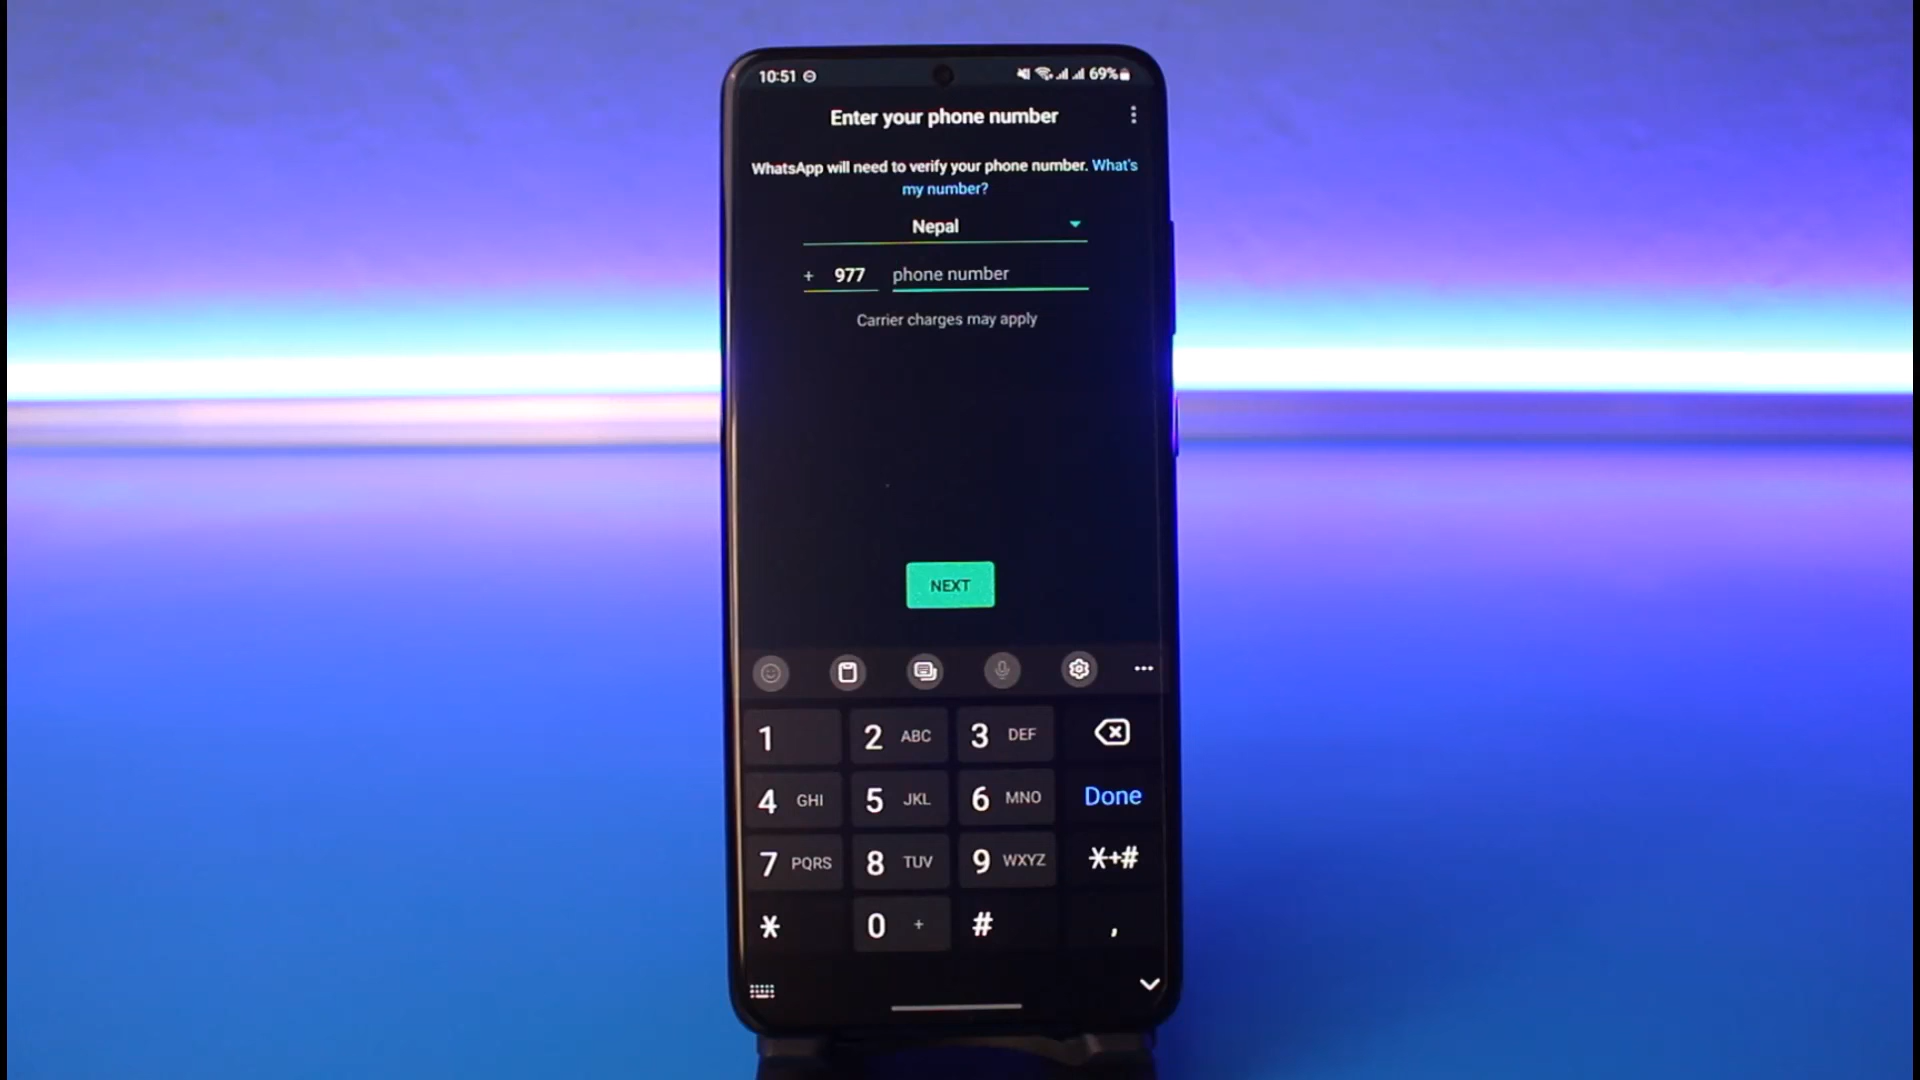 10:51
69%
Enter your phone number
WhatsApp will need to verify your phone number. What's
my number?
Nepal
+ 977 phone number
Carrier charges may apply
NEXT
1 2 ABC 3 DEF
4 GHI 5 JKL 6 MNO Done
7 PQRS 8 TUV 9 WXYZ *+#
* 0 + # ,